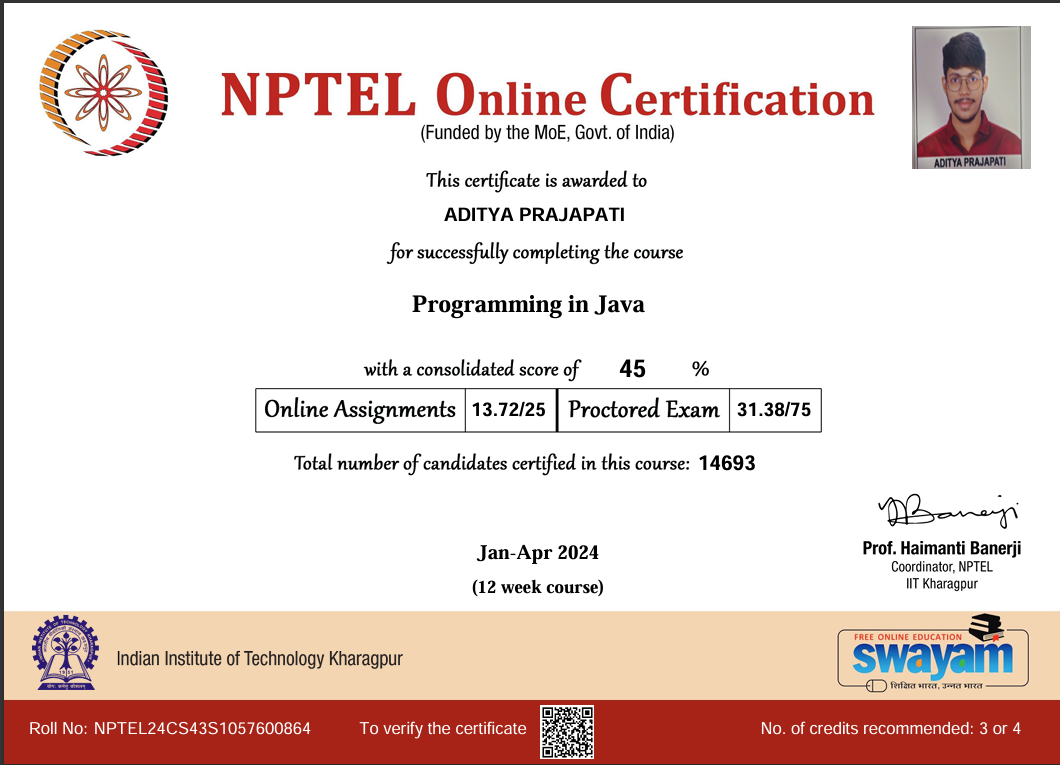 NPTEL Online Certification
(Funded by the MoE, Govt. of India)
ADITYA PRAJAPATI
This certificate is awarded to
ADITYA PRAJAPATI
for successfully completing the course
Programming in Java
with a consolidated score of 45 %
Online Assignments 13.72/25 Proctored Exam 31.38/75
Total number of candidates certified in this course: 14693
Jan-Apr 2024
(12 week course)
Banerji
Prof. Haimanti Banerji
Coordinator, NPTEL
IIT Kharagpur
Indian Institute of Technology Kharagpur
FREE ONLINE EDUCATION
swayam
शिक्षित भारत, उन्नत भारत
Roll No: NPTEL24CS43S1057600864 To verify the certificate No. of credits recommended: 3 or 4